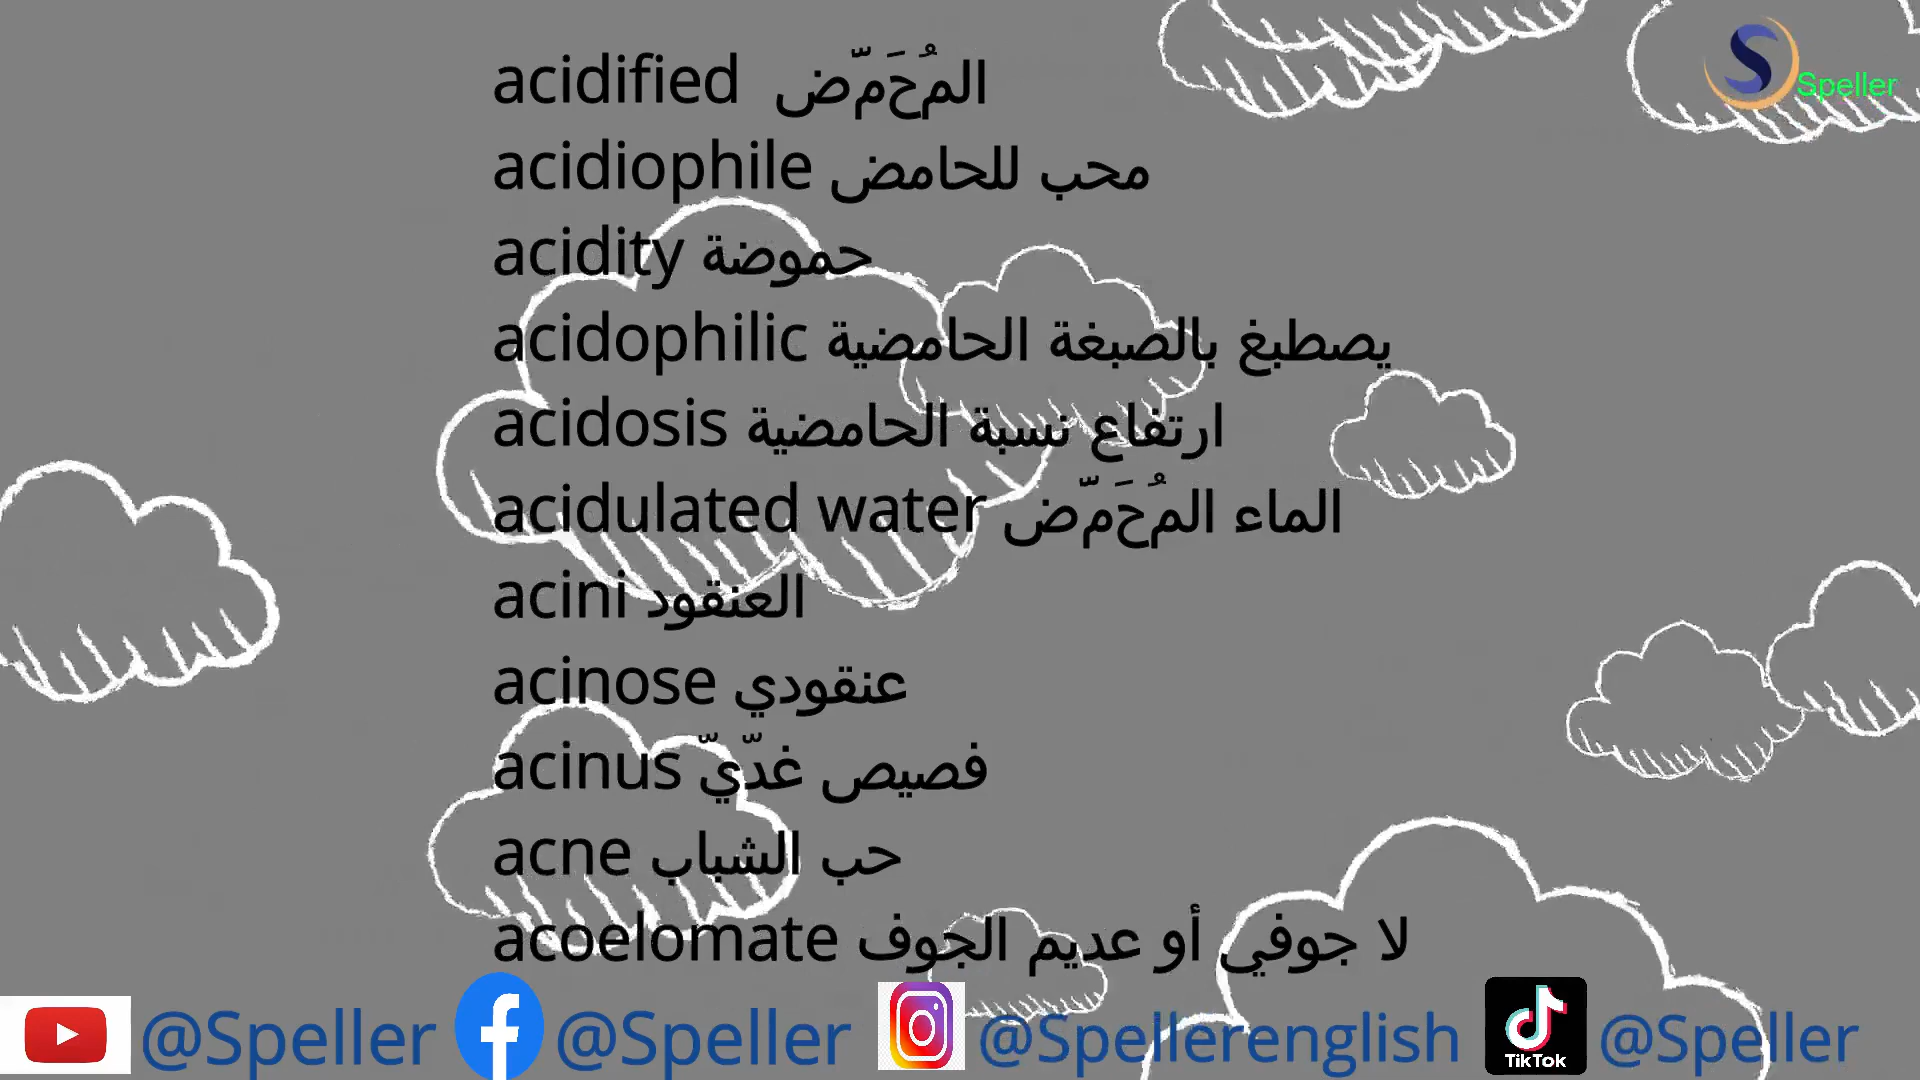 Speller
acidified المُحَمّض
acidiophile محب للحامض
acidity حموضة
acidophilic يصطبغ بالصبغة الحامضية
acidosis ارتفاع نسبة الحامضية
acidulated water الماء المُحَمّض
acini العنقود
acinose عنقودي
acinus فصيص غدّيّ
acne حب الشباب
acoelomate لا جوفي أو عديم الجوف
@Speller @Speller @Spellerenglish TikTok @Speller